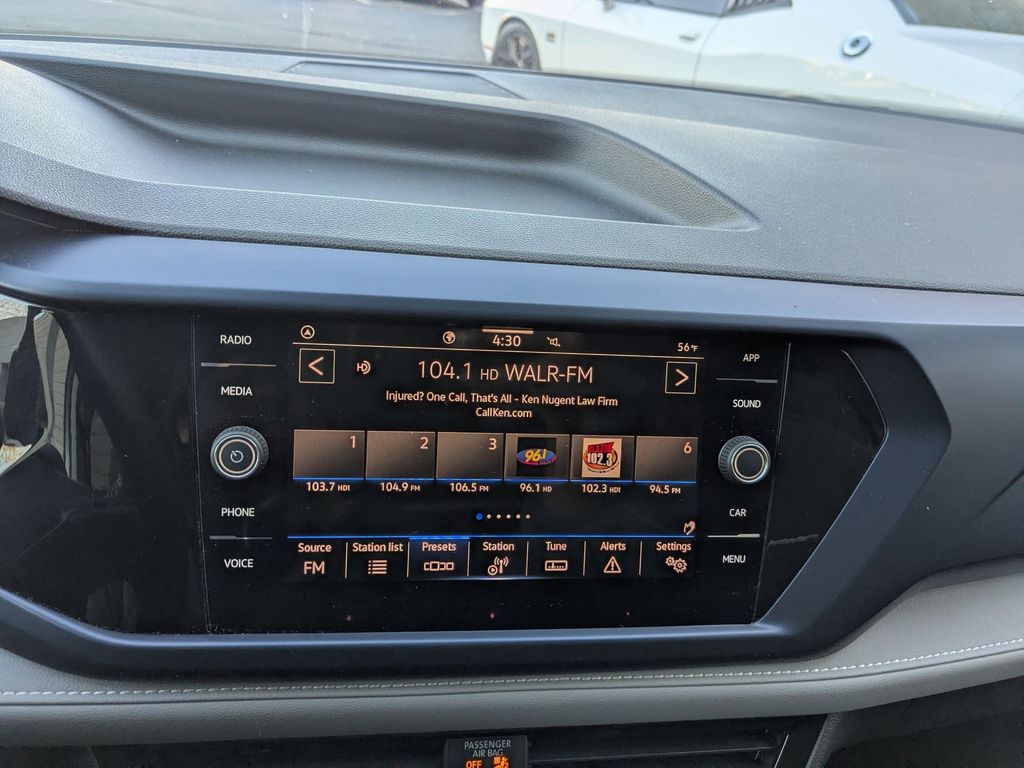 RADIO
MEDIA
PHONE
VOICE
4:30
56°F
<
HD
104.1 HD WALR-FM
>
Injured? One Call, That's All - Ken Nugent Law Firm
CallKen.com
1 2 3 96.1 102.3 6
103.7 HD1 104.9 FM 106.5 FM 96.1 HD 102.3 HD1 94.5 FM
Source Station list Presets Station Tune Alerts Settings
FM
APP
SOUND
CAR
MENU
PASSENGER
AIR BAG
OFF